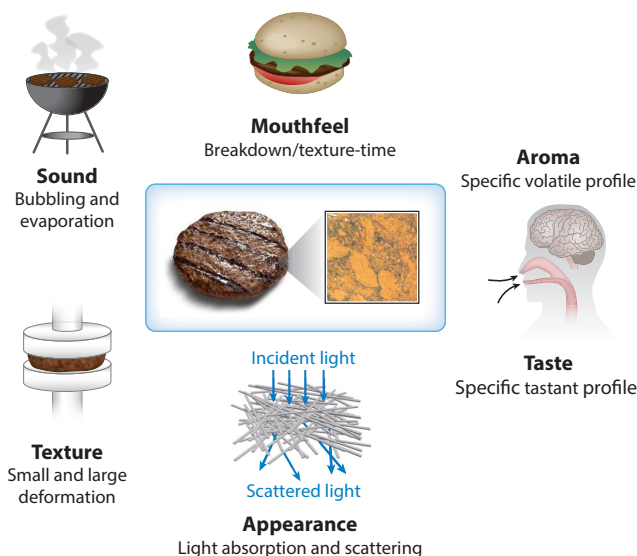 Mouthfeel
Breakdown/texture-time
Sound
Bubbling and
evaporation
Aroma
Specific volatile profile
Taste
Specific tastant profile
Texture
Small and large
deformation
Incident light
Scattered light
Appearance
Light absorption and scattering